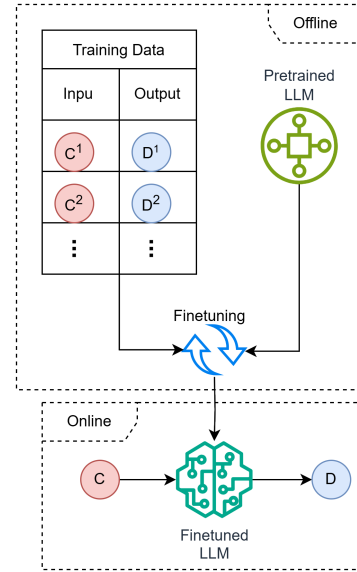 Offline
Training Data
Inpu Output
Pretrained
LLM
C¹ D¹
C² D²
Finetuning
Online
C
D
Finetuned
LLM